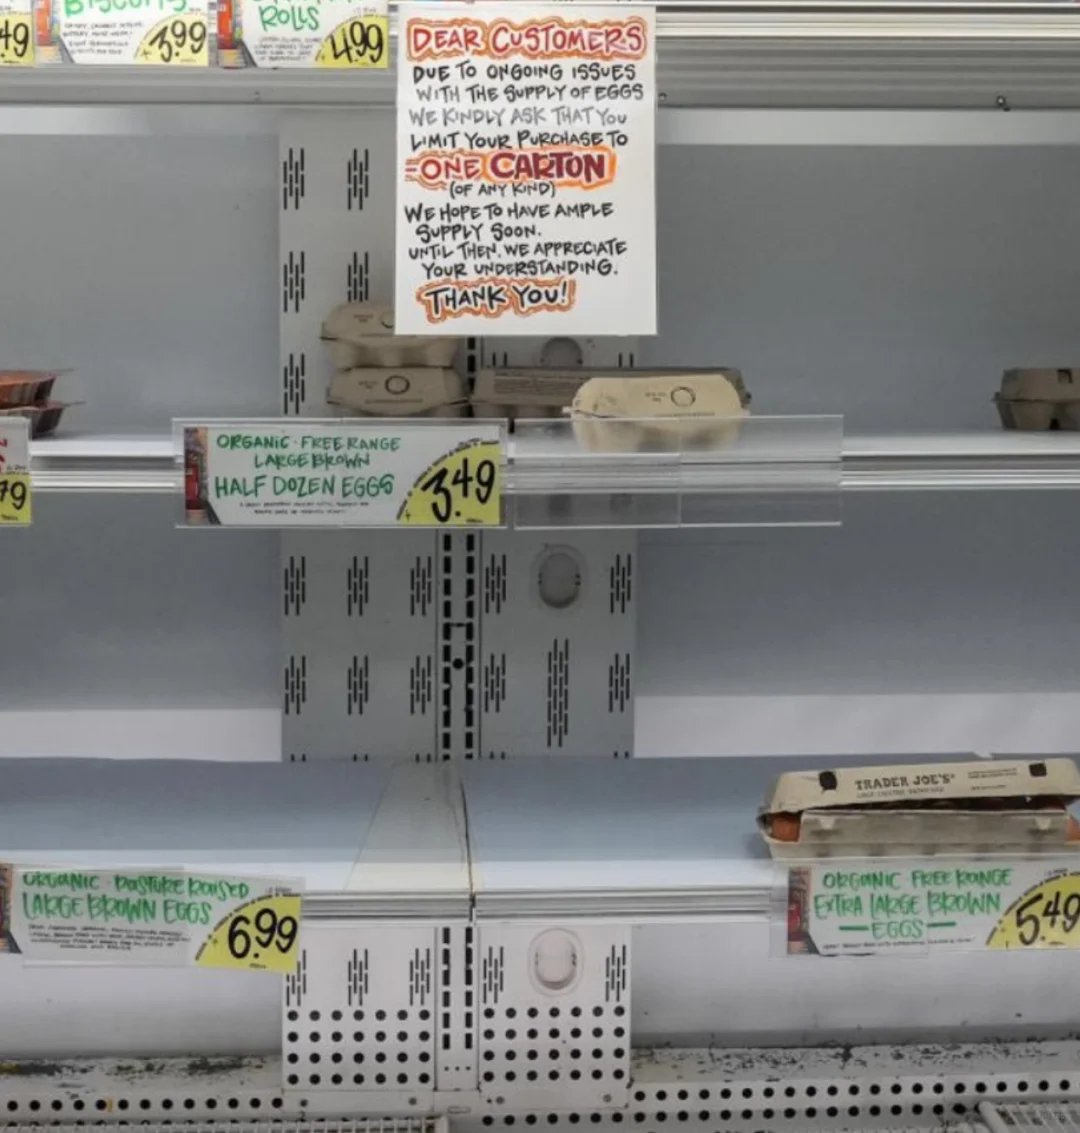 49
BISCUITS
3.99
ROLLS
4.99
DEAR CUSTOMERS
DUE TO ONGOING ISSUES
WITH THE SUPPLY OF EGGS
WE KINDLY ASK THAT YOU
LIMIT YOUR PURCHASE TO
ONE CARTON
(OF ANY KIND)
WE HOPE TO HAVE AMPLE
SUPPLY SOON.
UNTIL THEN, WE APPRECIATE
YOUR UNDERSTANDING.
THANK YOU!
79
ORGANIC · FREE RANGE
LARGE BROWN
HALF DOZEN EGGS
3.49
TRADER JOE'S
ORGANIC · PASTURE RAISED
LARGE BROWN EGGS
6.99
ORGANIC FREE RANGE
EXTRA LARGE BROWN
EGGS
5.49